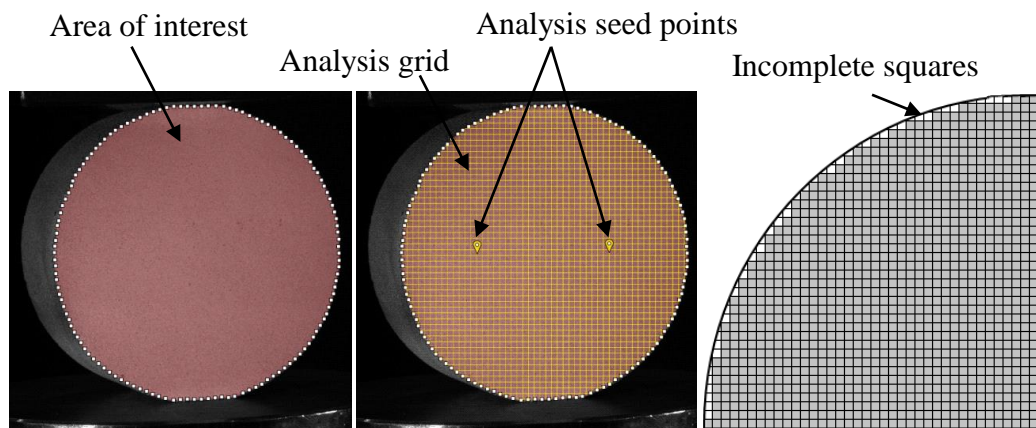 Area of interest
Analysis seed points
Analysis grid
Incomplete squares